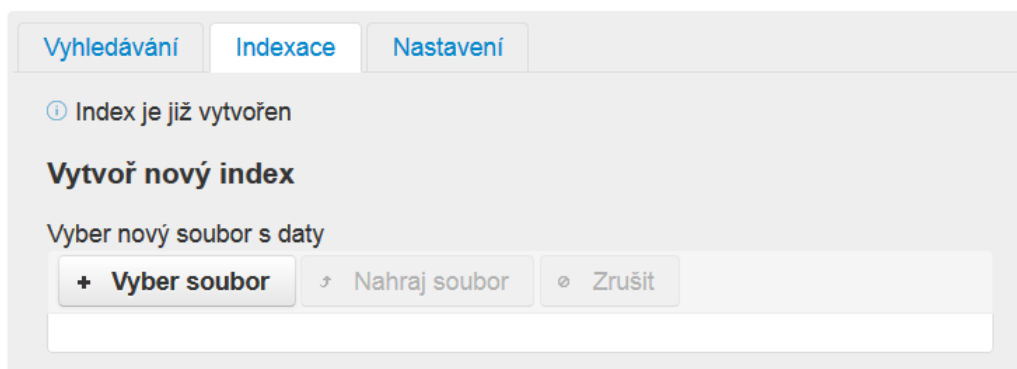 Vyhledávání Indexace Nastavení
Index je již vytvořen
Vytvoř nový index
Vyber nový soubor s daty
+ Vyber soubor Nahraj soubor Zrušit